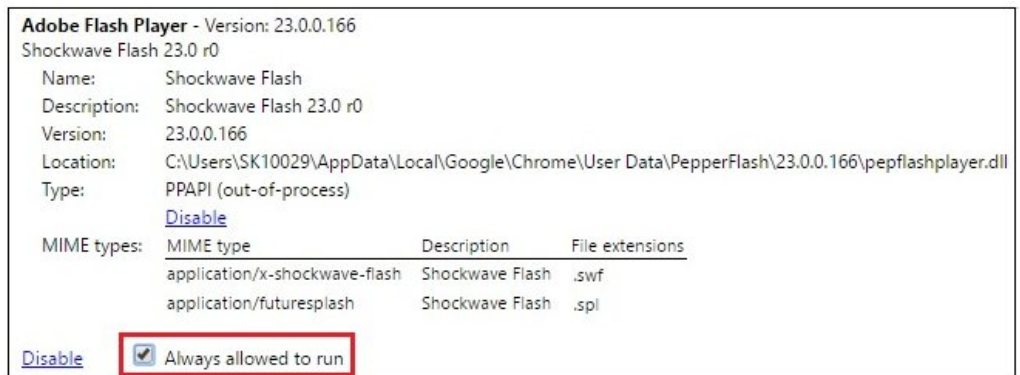 Adobe Flash Player - Version: 23.0.0.166
Shockwave Flash 23.0 r0
Name: Shockwave Flash
Description: Shockwave Flash 23.0 r0
Version: 23.0.0.166
Location: C:\Users\SK10029\AppData\Local\Google\Chrome\User Data\PepperFlash\23.0.0.166\pepflashplayer.dll
Type: PPAPI (out-of-process)
Disable
MIME types: MIME type Description File extensions
application/x-shockwave-flash Shockwave Flash .swf
application/futuresplash Shockwave Flash .spl
Disable Always allowed to run